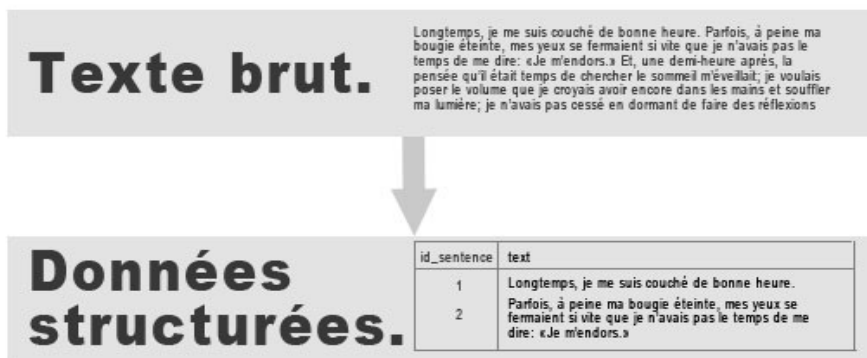 Texte brut.
Longtemps, je me suis couché de bonne heure. Parfois, à peine ma
bougie éteinte, mes yeux se fermaient si vite que je n'avais pas le
temps de me dire: «Je m'endors.» Et, une demi-heure après, la
pensée qu'il était temps de chercher le sommeil m'éveillait; je voulais
poser le volume que je croyais avoir encore dans les mains et souffler
ma lumière; je n'avais pas cessé en dormant de faire des réflexions
Données
structurées.
id_sentence text
1 Longtemps, je me suis couché de bonne heure.
2 Parfois, à peine ma bougie éteinte, mes yeux se
fermaient si vite que je n'avais pas le temps de me
dire: «Je m'endors.»